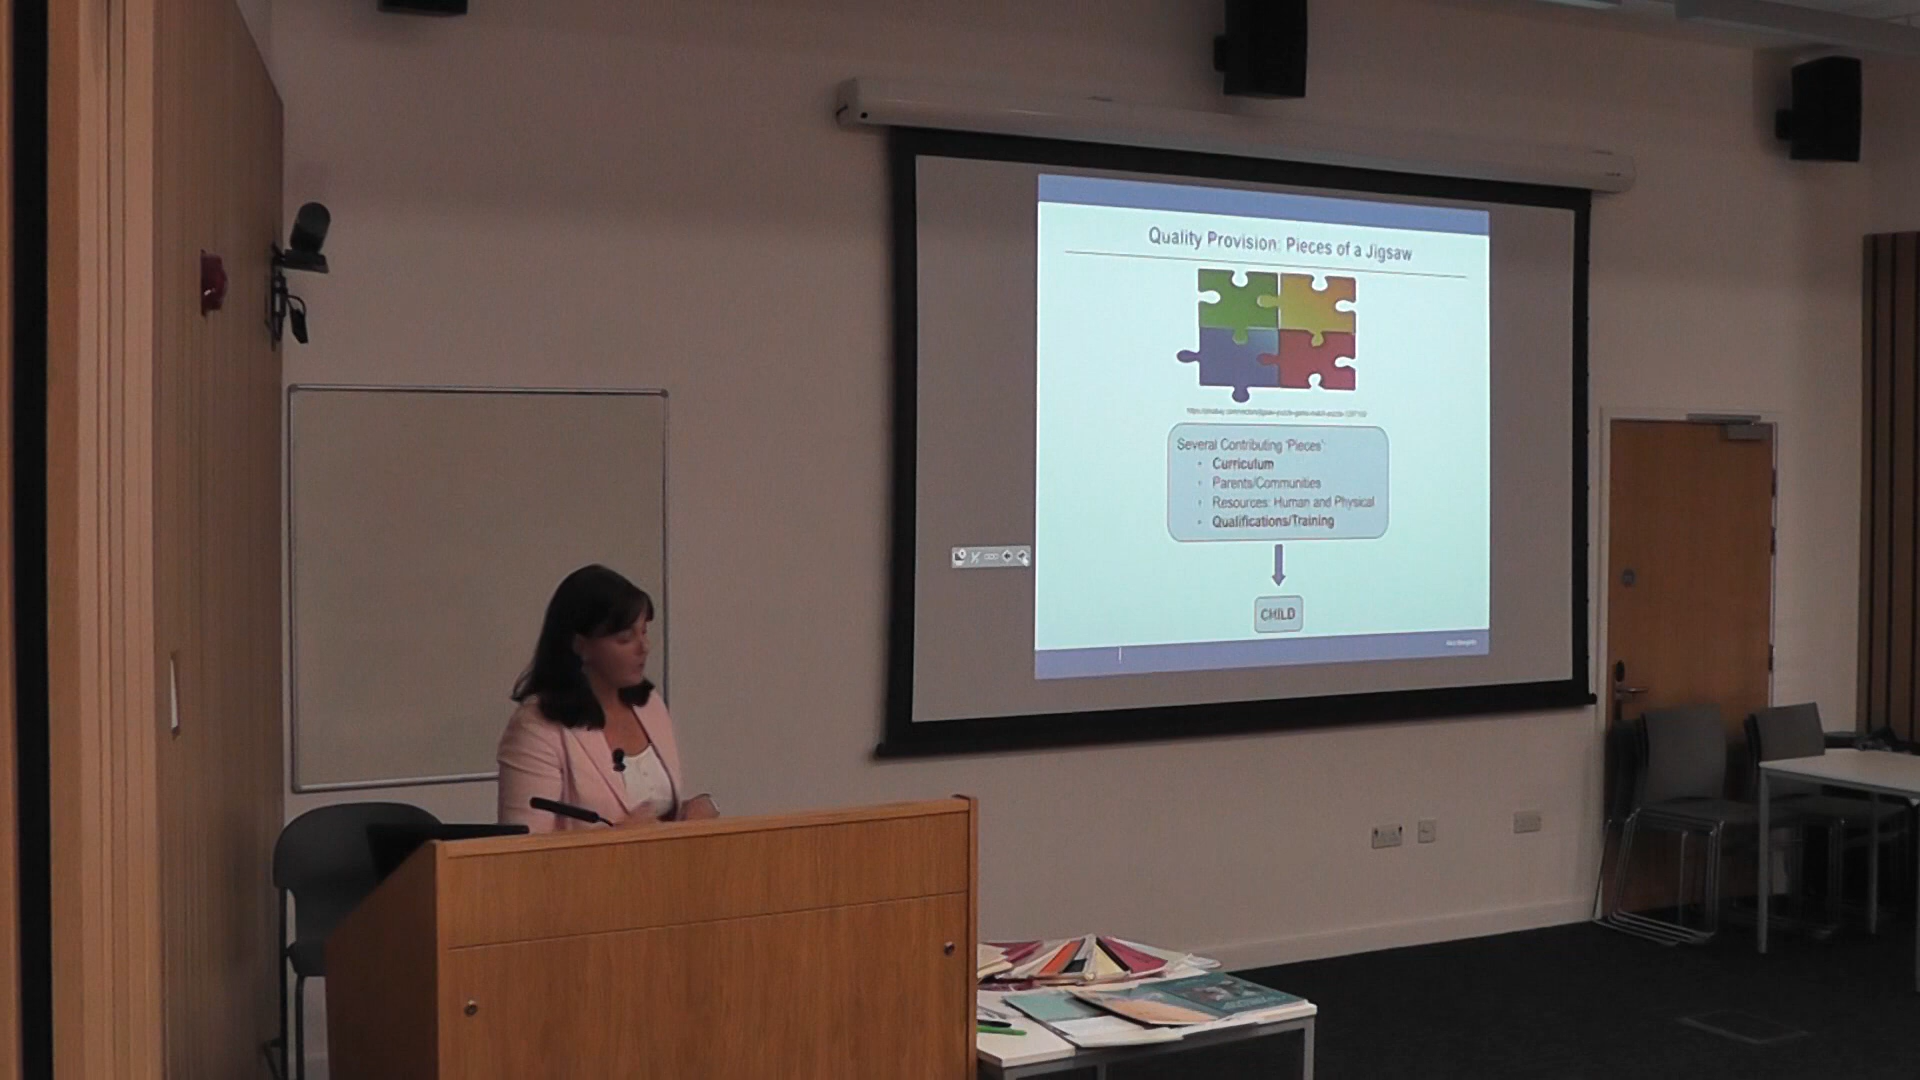 Quality Provision: Pieces of a Jigsaw
Several Contributing 'Pieces':
· Curriculum
· Parents/Communities
· Resources: Human and Physical
· Qualifications/Training
CHILD